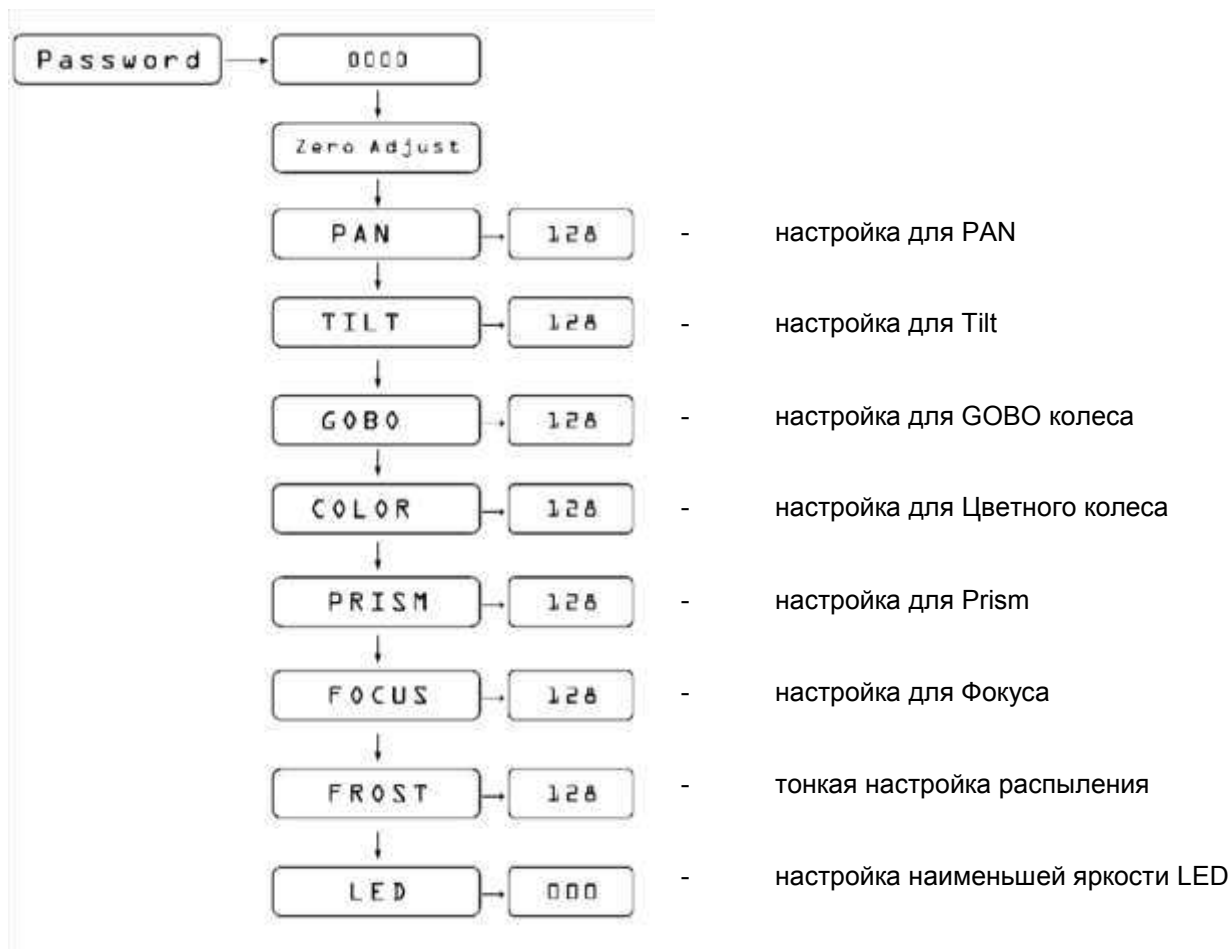 Password 0000
Zero Adjust
PAN 128 - настройка для PAN
TILT 128 - настройка для Tilt
GOBO 128 - настройка для GOBO колеса
COLOR 128 - настройка для Цветного колеса
PRISM 128 - настройка для Prism
FOCUS 128 - настройка для Фокуса
FROST 128 - тонкая настройка распыления
LED 000 - настройка наименьшей яркости LED